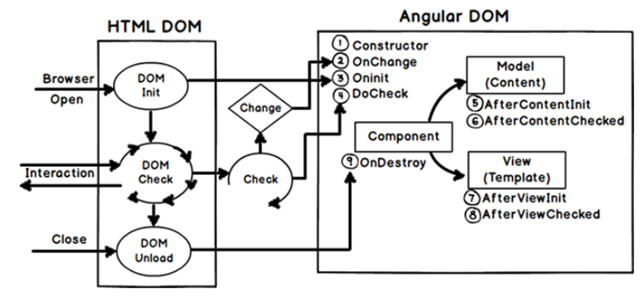 HTML DOM
Angular DOM
Browser
Open
DOM
Init
Interaction
DOM
Check
Close
DOM
Unload
Change
Check
① Constructor
② OnChange
③ Oninit
④ DoCheck
Component
⑨ OnDestroy
Model
(Content)
⑤ AfterContentInit
⑥ AfterContentChecked
View
(Template)
⑦ AfterViewInit
⑧ AfterViewChecked